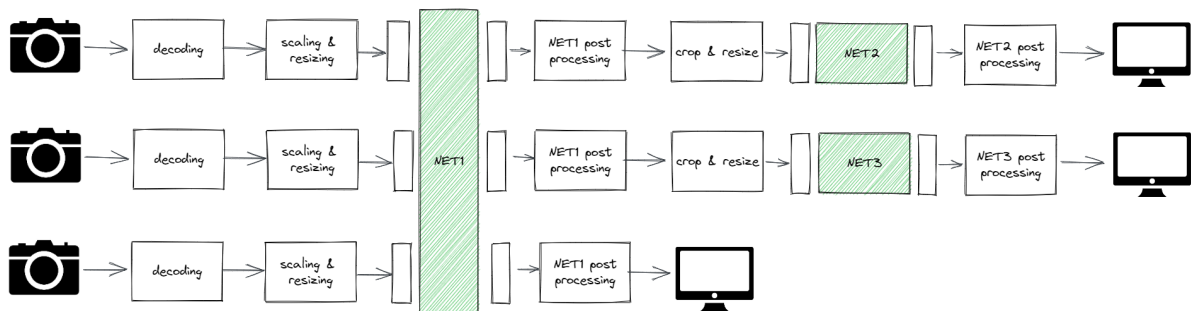 decoding
scaling &
resizing
NET1 post
processing
crop & resize
NET2
NET2 post
processing
decoding
scaling &
resizing
NET1
NET1 post
processing
crop & resize
NET3
NET3 post
processing
decoding
scaling &
resizing
NET1 post
processing